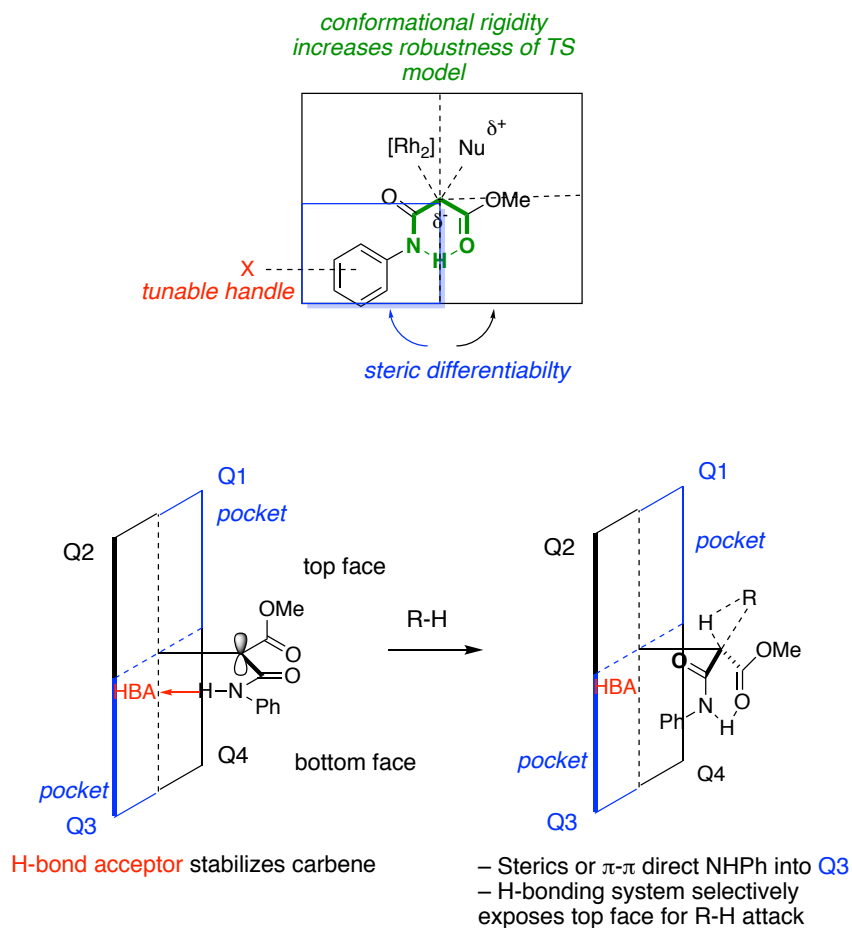 conformational rigidity
increases robustness of TS
model
[Rh2] Nu δ+
O OMe
δ-
N H O
X
tunable handle
steric differentiabilty
Q1
pocket
Q2
top face
OMe
O
HBA H–N O
Ph
Q4
bottom face
pocket
Q3
H-bond acceptor stabilizes carbene
R-H
Q1
pocket
Q2
R
H
O OMe
HBA
N O
Ph H
pocket
Q4
Q3
– Sterics or π-π direct NHPh into Q3
– H-bonding system selectively
exposes top face for R-H attack